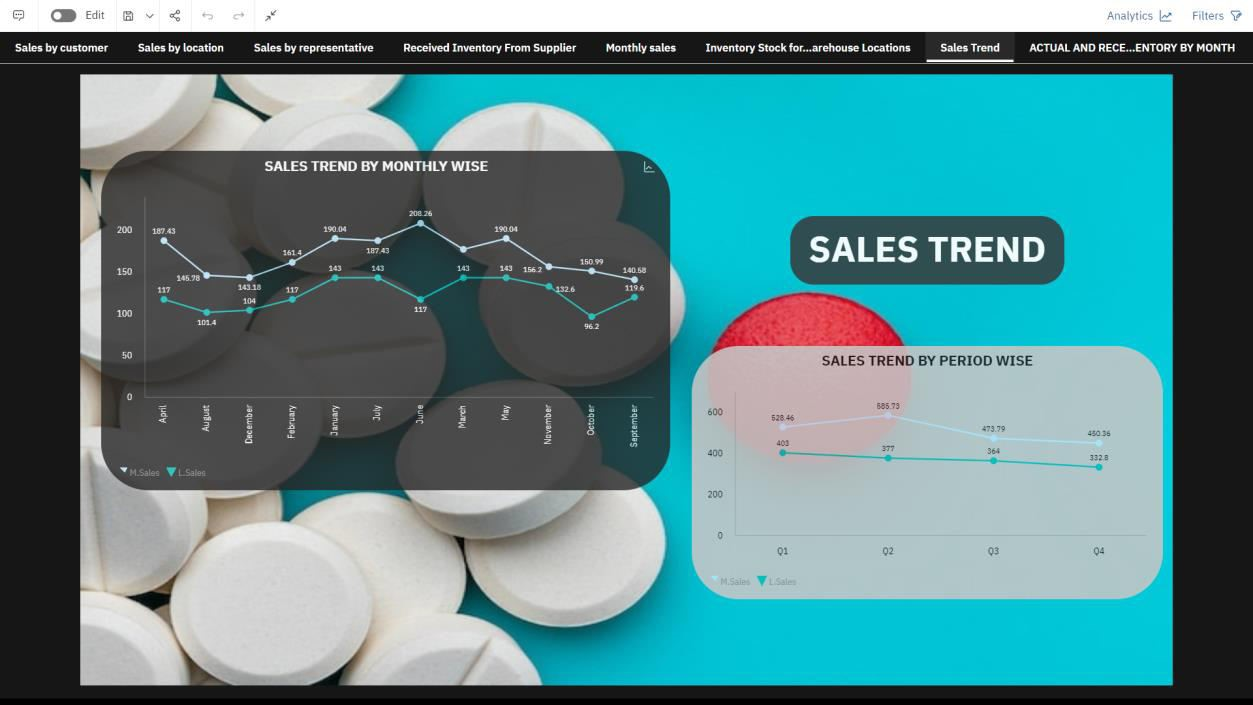 Edit
Analytics
Filters
Sales by customer
Sales by location
Sales by representative
Received Inventory From Supplier
Monthly sales
Inventory Stock for...arehouse Locations
Sales Trend
ACTUAL AND RECE...ENTORY BY MONTH
SALES TREND BY MONTHLY WISE
200
150
100
50
0
187.43
145.78
143.18
161.4
190.04
187.43
208.26
190.04
156.2
150.99
140.58
117
101.4
104
117
143
143
117
143
143
132.6
96.2
119.6
April
August
December
February
January
July
June
March
May
November
October
September
M.Sales
L.Sales
SALES TREND
SALES TREND BY PERIOD WISE
600
400
200
0
528.46
585.73
473.79
450.36
403
377
364
332.8
Q1
Q2
Q3
Q4
M.Sales
L.Sales